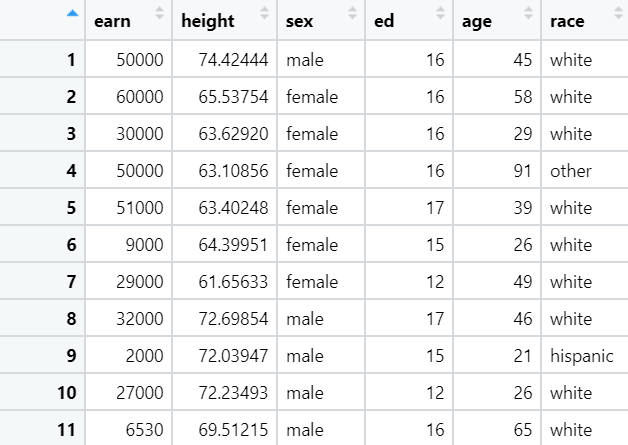 earn height sex ed age race
1 50000 74.42444 male 16 45 white
2 60000 65.53754 female 16 58 white
3 30000 63.62920 female 16 29 white
4 50000 63.10856 female 16 91 other
5 51000 63.40248 female 17 39 white
6 9000 64.39951 female 15 26 white
7 29000 61.65633 female 12 49 white
8 32000 72.69854 male 17 46 white
9 2000 72.03947 male 15 21 hispanic
10 27000 72.23493 male 12 26 white
11 6530 69.51215 male 16 65 white